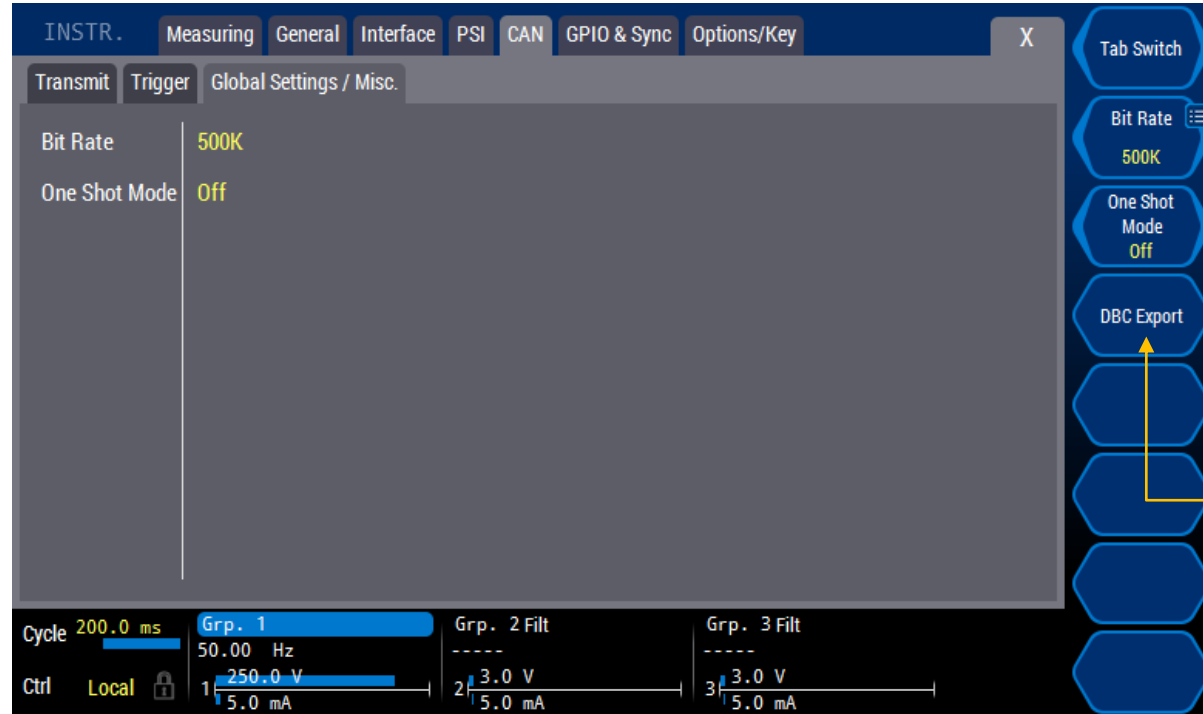 INSTR. Measuring General Interface PSI CAN GPIO & Sync Options/Key X
Transmit Trigger Global Settings / Misc.
Bit Rate 500K
One Shot Mode Off
Tab Switch
Bit Rate
500K
One Shot
Mode
Off
DBC Export
Cycle 200.0 ms
Ctrl Local
Grp. 1
50.00 Hz
1 250.0 V
5.0 mA
Grp. 2 Filt
-----
2 3.0 V
5.0 mA
Grp. 3 Filt
-----
3 3.0 V
5.0 mA